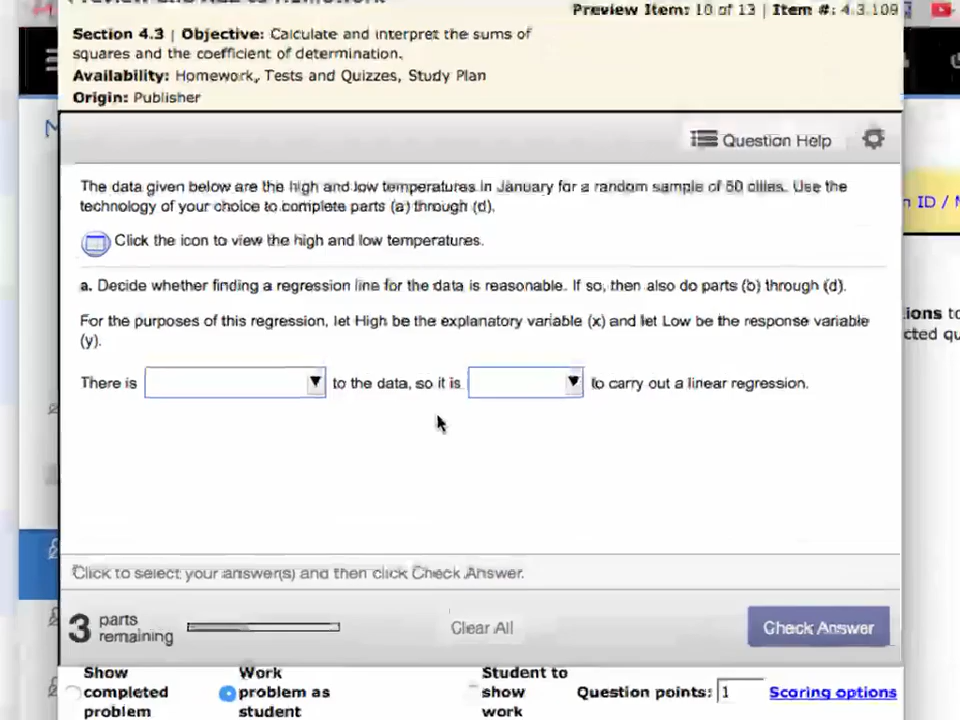 Preview Item: 10 of 13 | Item #: 4.3.109
Section 4.3 | Objective: Calculate and interpret the sums of
squares and the coefficient of determination.
Availability: Homework, Tests and Quizzes, Study Plan
Origin: Publisher
Question Help
The data given below are the high and low temperatures in January for a random sample of 50 cities. Use the
technology of your choice to complete parts (a) through (d).
Click the icon to view the high and low temperatures.
a. Decide whether finding a regression line for the data is reasonable. If so, then also do parts (b) through (d).
For the purposes of this regression, let High be the explanatory variable (x) and let Low be the response variable
(y).
There is to the data, so it is to carry out a linear regression.
Click to select your answer(s) and then click Check Answer.
3 parts
remaining
Clear All
Check Answer
Show
completed
problem
Work
problem as
student
Student to
show
work
Question points: 1
Scoring options
ID /
to